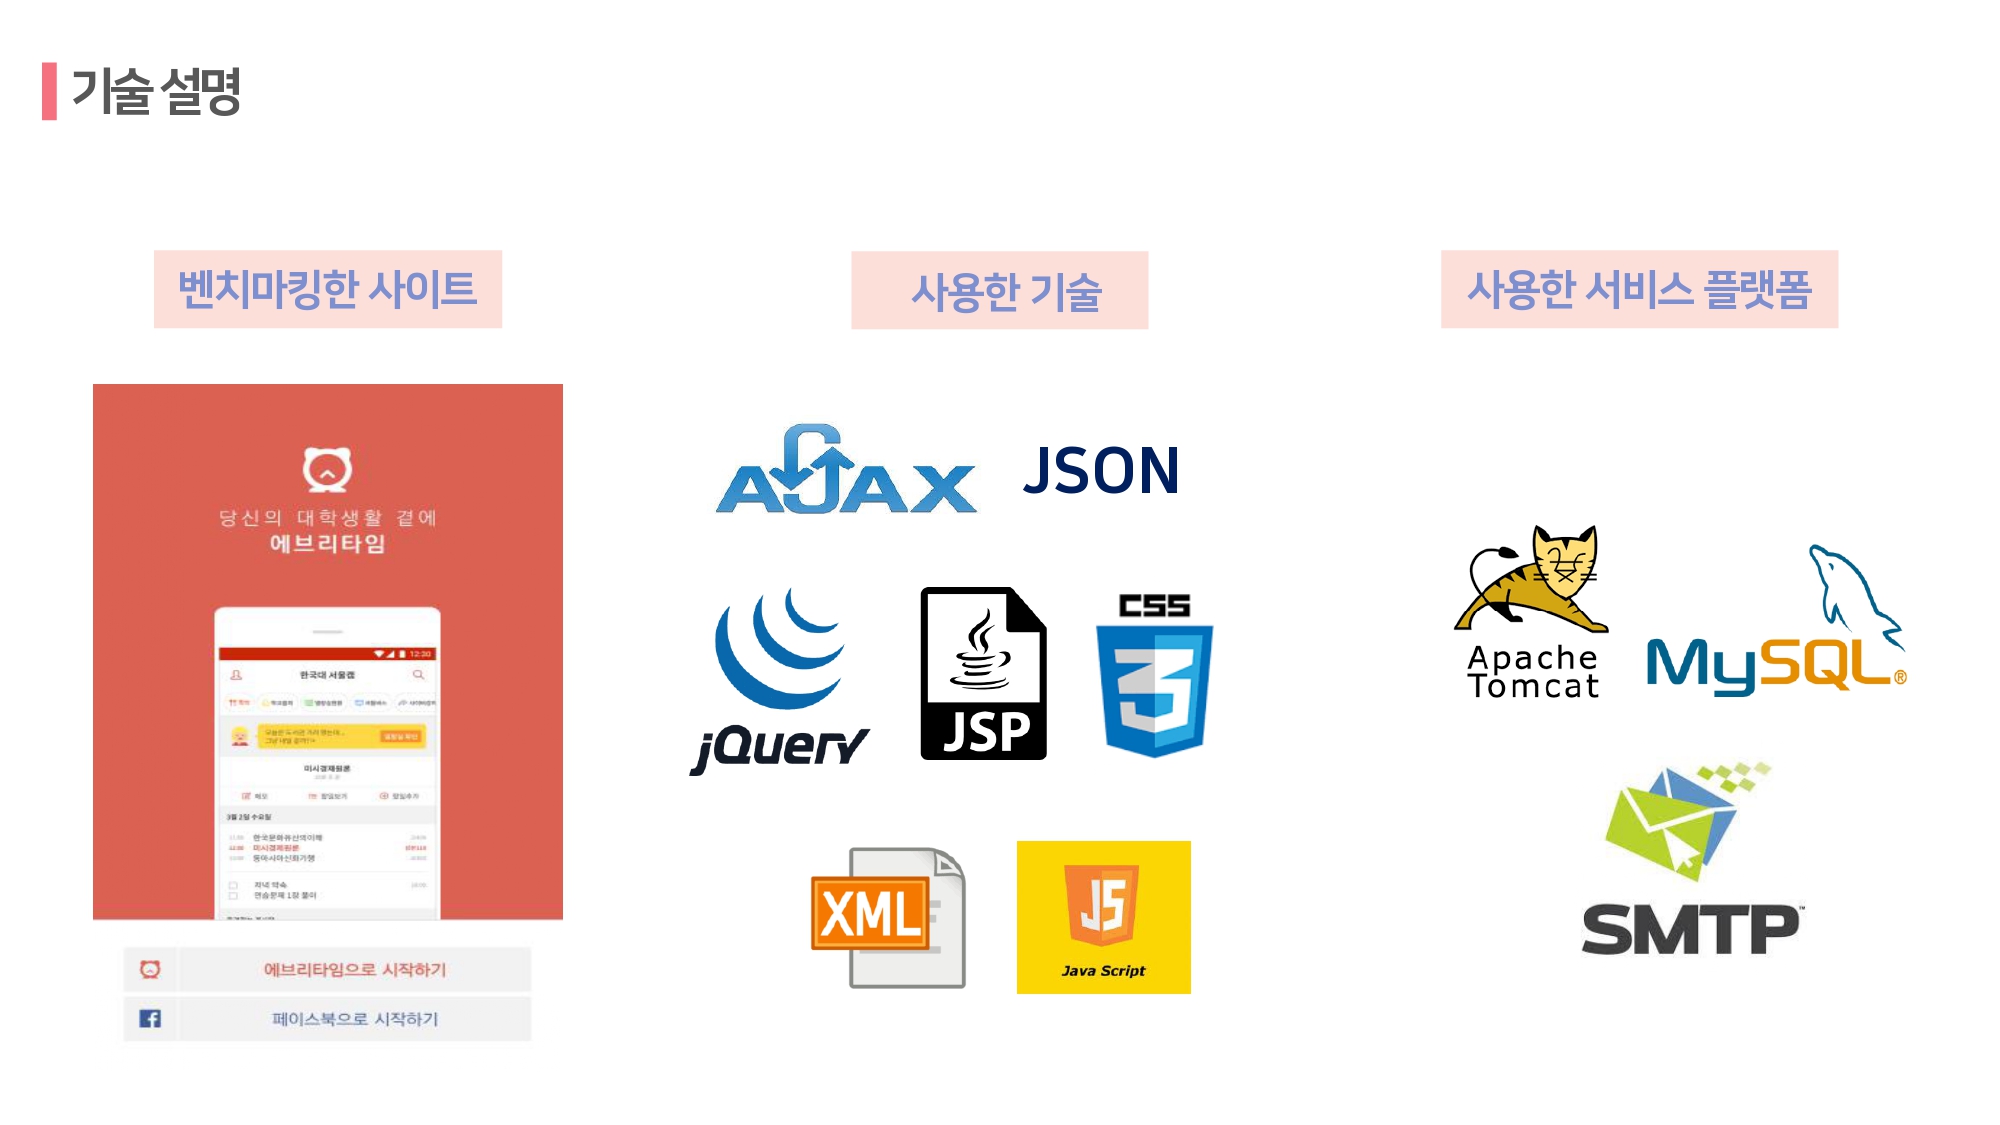 기술 설명
벤치마킹한 사이트
당신의 대학생활 곁에
에브리타임
12:30
한국대 서울캠
미시경제원론
3월 2일 수요일
한국문화유산의이해
미시경제원론
동아시아신화기행
저녁 약속
연습문제 1장 풀이
에브리타임으로 시작하기
페이스북으로 시작하기
사용한 기술
AJAX
JSON
jQuery
JSP
CSS
3
XML
JS
Java Script
사용한 서비스 플랫폼
Apache
Tomcat
MySQL®
SMTP™